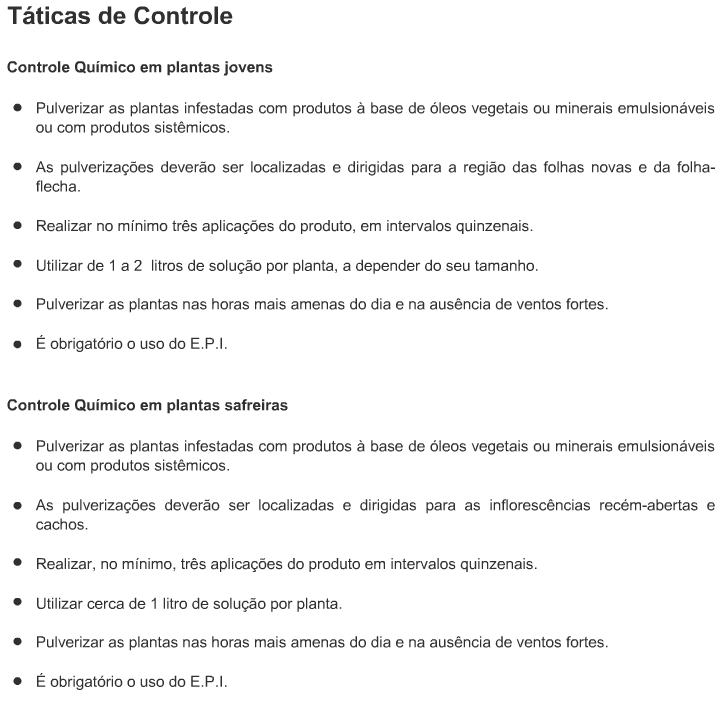 Táticas de Controle
Controle Químico em plantas jovens
● Pulverizar as plantas infestadas com produtos à base de óleos vegetais ou minerais emulsionáveis
ou com produtos sistêmicos.
● As pulverizações deverão ser localizadas e dirigidas para a região das folhas novas e da folha-
flecha.
● Realizar no mínimo três aplicações do produto, em intervalos quinzenais.
● Utilizar de 1 a 2 litros de solução por planta, a depender do seu tamanho.
● Pulverizar as plantas nas horas mais amenas do dia e na ausência de ventos fortes.
● É obrigatório o uso do E.P.I.
Controle Químico em plantas safreiras
● Pulverizar as plantas infestadas com produtos à base de óleos vegetais ou minerais emulsionáveis
ou com produtos sistêmicos.
● As pulverizações deverão ser localizadas e dirigidas para as inflorescências recém-abertas e
cachos.
● Realizar, no mínimo, três aplicações do produto em intervalos quinzenais.
● Utilizar cerca de 1 litro de solução por planta.
● Pulverizar as plantas nas horas mais amenas do dia e na ausência de ventos fortes.
● É obrigatório o uso do E.P.I.